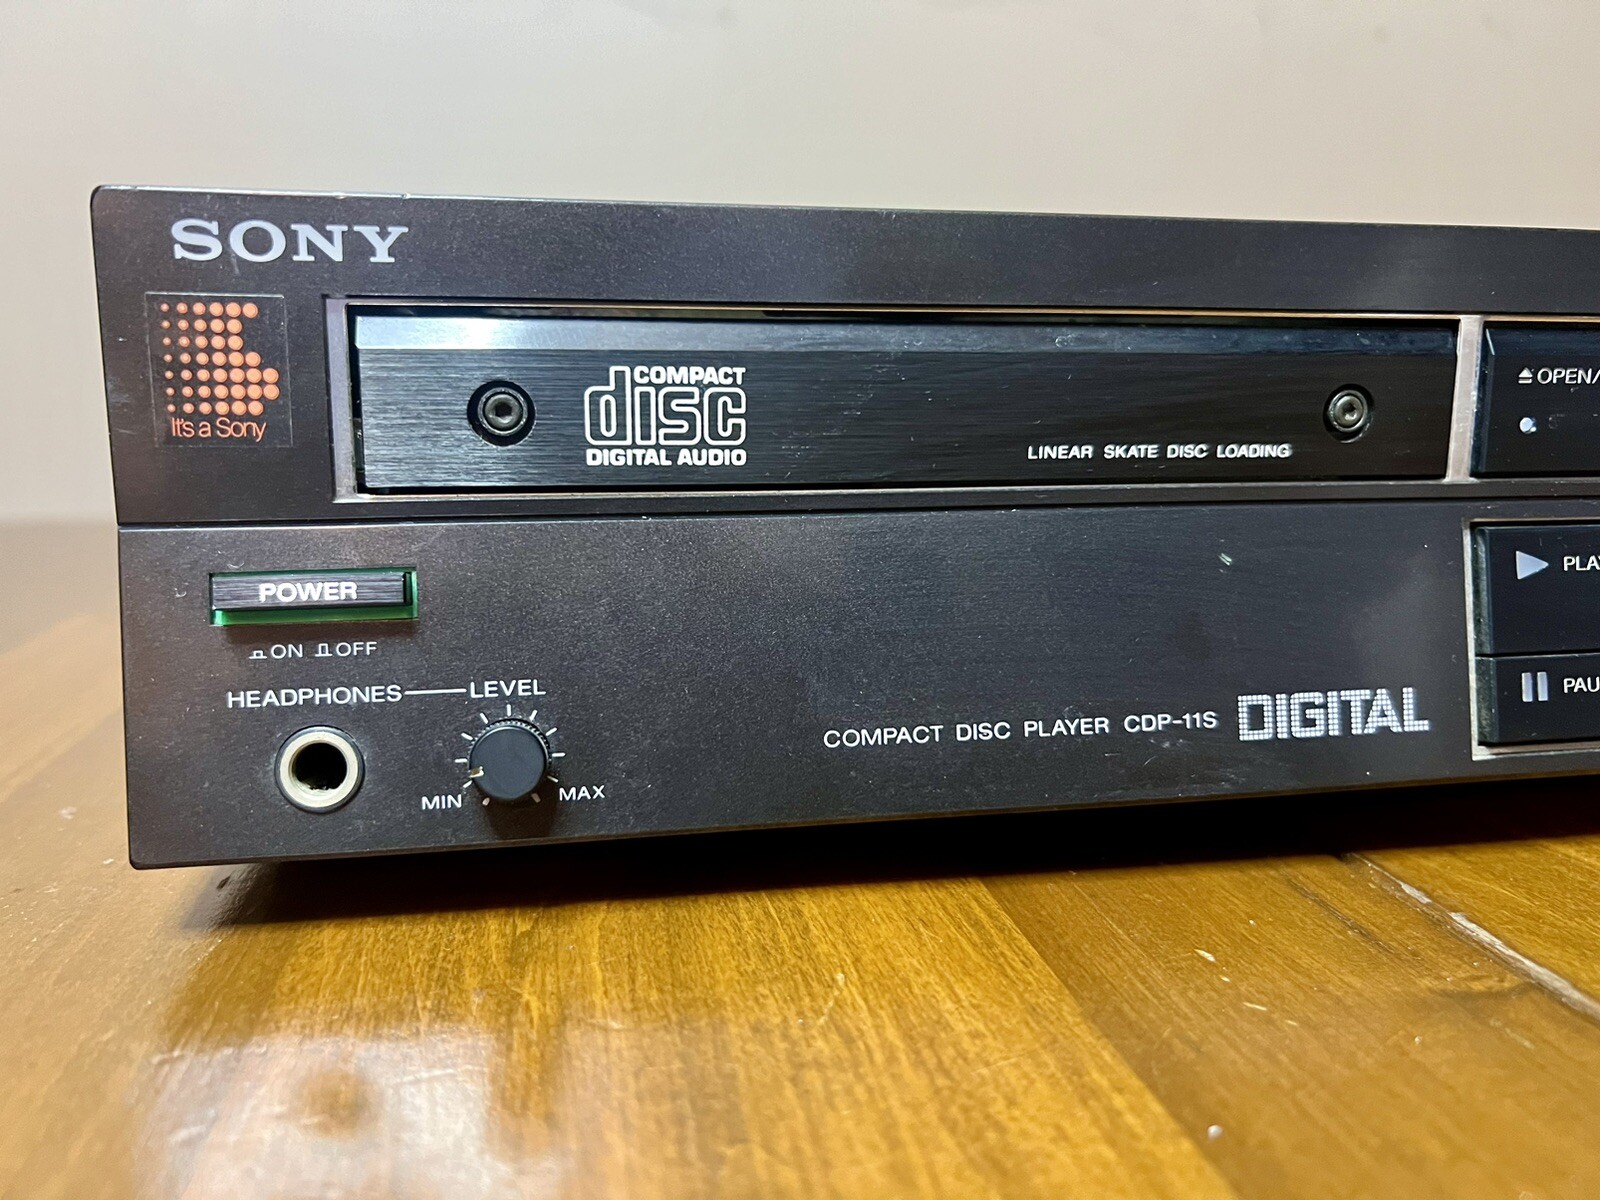 SONY
It's a Sony
COMPACT
disc
DIGITAL AUDIO
LINEAR SKATE DISC LOADING
OPEN/
POWER
ON OFF
HEADPHONES LEVEL
MIN MAX
COMPACT DISC PLAYER CDP-11S DIGITAL
PLA
PAU